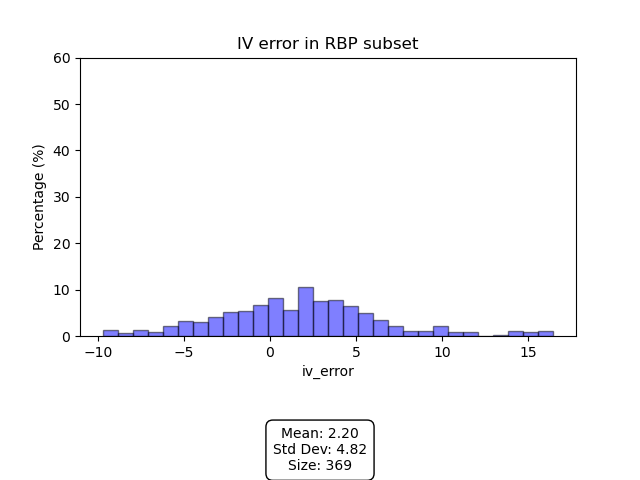 IV error in RBP subset
60
50
40
30
20
10
0
Percentage (%)
−10
−5
0
5
10
15
iv_error
Mean: 2.20
Std Dev: 4.82
Size: 369